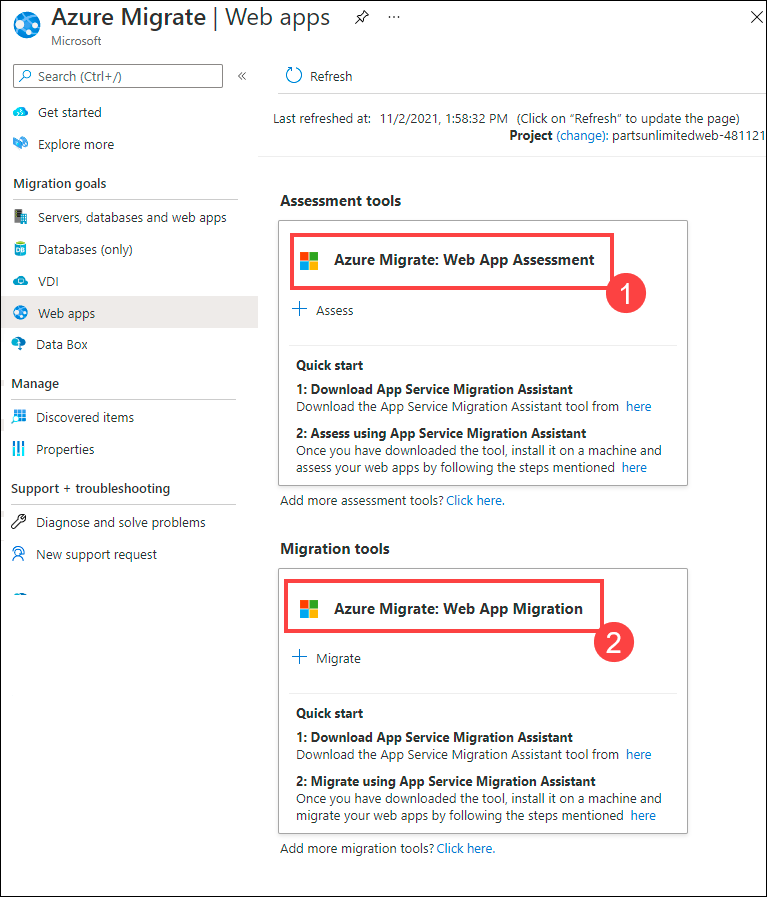 Azure Migrate | Web apps
...
Microsoft
Search (Ctrl+/)
«
Refresh
Get started
Explore more
Last refreshed at: 11/2/2021, 1:58:32 PM (Click on “Refresh” to update the page)
Project (change): partsunlimitedweb-481121
Migration goals
Servers, databases and web apps
Databases (only)
VDI
Web apps
Data Box
Manage
Discovered items
Properties
Support + troubleshooting
Diagnose and solve problems
New support request
Assessment tools
Azure Migrate: Web App Assessment
1
Assess
Quick start
1: Download App Service Migration Assistant
Download the App Service Migration Assistant tool from here
2: Assess using App Service Migration Assistant
Once you have downloaded the tool, install it on a machine and
assess your web apps by following the steps mentioned here
Add more assessment tools? Click here.
Migration tools
Azure Migrate: Web App Migration
2
Migrate
Quick start
1: Download App Service Migration Assistant
Download the App Service Migration Assistant tool from here
2: Migrate using App Service Migration Assistant
Once you have downloaded the tool, install it on a machine and
migrate your web apps by following the steps mentioned here
Add more migration tools? Click here.